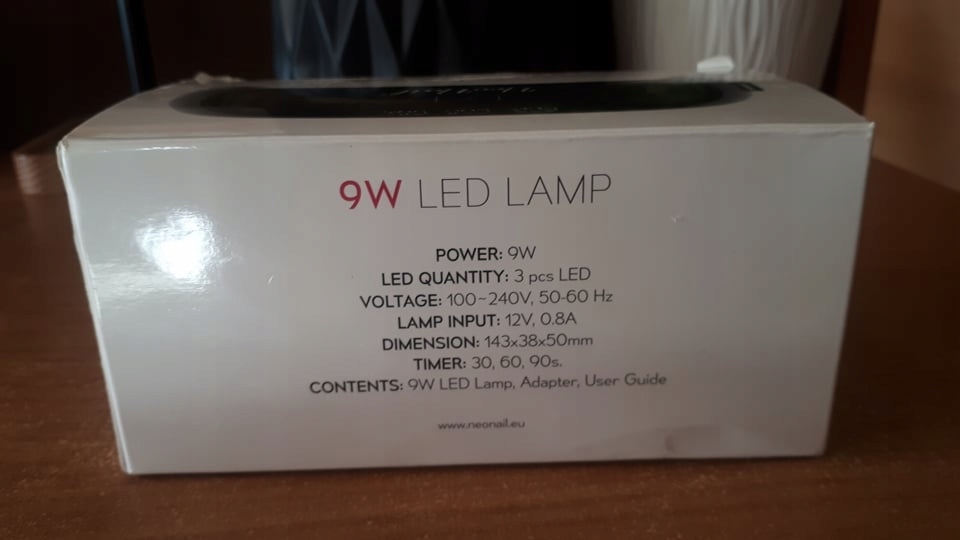 9W LED LAMP
POWER: 9W
LED QUANTITY: 3 pcs LED
VOLTAGE: 100~240V, 50-60 Hz
LAMP INPUT: 12V, 0.8A
DIMENSION: 143x38x50mm
TIMER: 30, 60, 90s.
CONTENTS: 9W LED Lamp, Adapter, User Guide
www.neonail.eu